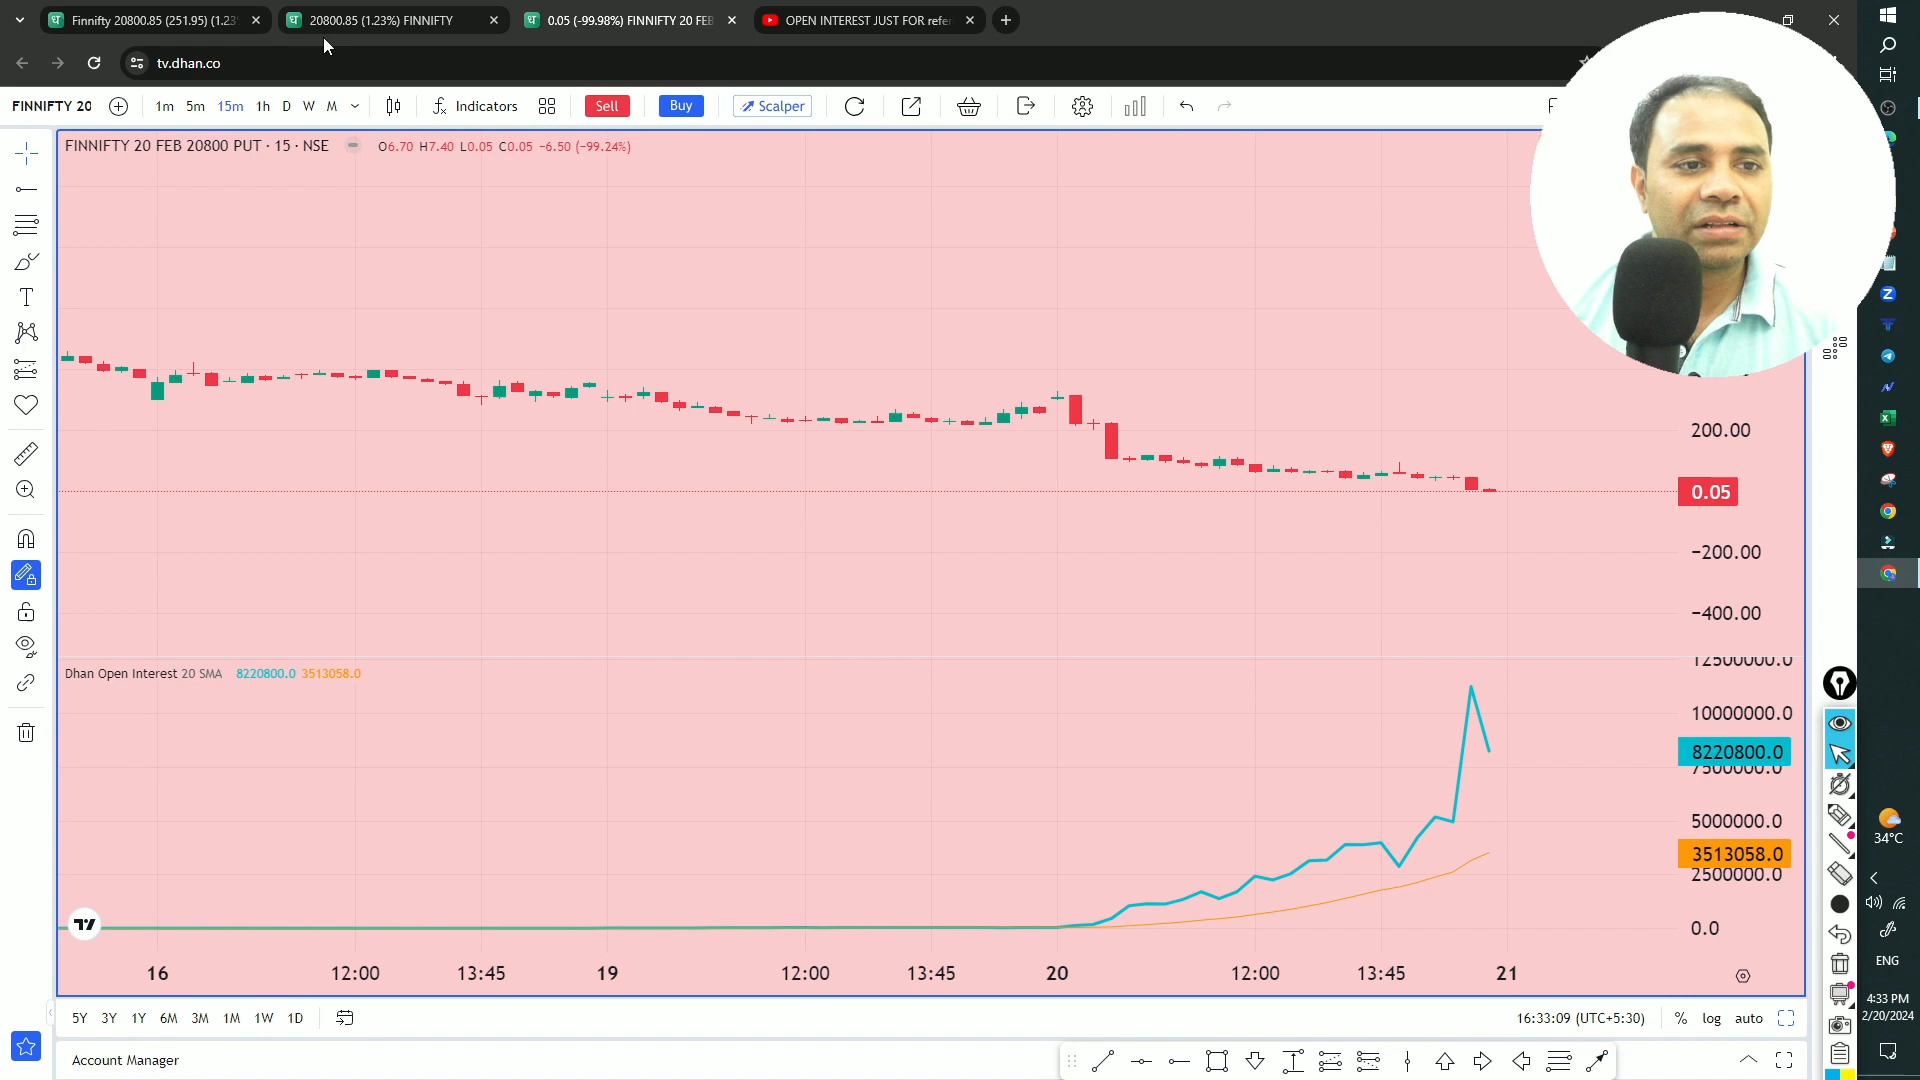 Finnifty 20800.85 (251.95) (1.23
20800.85 (1.23%) FINNIFTY
0.05 (-99.98%) FINNIFTY 20 FEB
OPEN INTEREST JUST FOR refer
tv.dhan.co
FINNIFTY 20
1m 5m 15m 1h D W M
Indicators
Sell
Buy
Scalper
F
FINNIFTY 20 FEB 20800 PUT · 15 · NSE
O6.70 H7.40 L0.05 C0.05 −6.50 (−99.24%)
200.00
0.05
−200.00
−400.00
Dhan Open Interest 20 SMA 8220800.0 3513058.0
12500000.0
10000000.0
8220800.0
7500000.0
5000000.0
3513058.0
2500000.0
0.0
16 12:00 13:45 19 12:00 13:45 20 12:00 13:45 21
5Y 3Y 1Y 6M 3M 1M 1W 1D
16:33:09 (UTC+5:30)
% log auto
Account Manager
34°C
ENG
4:33 PM
2/20/2024